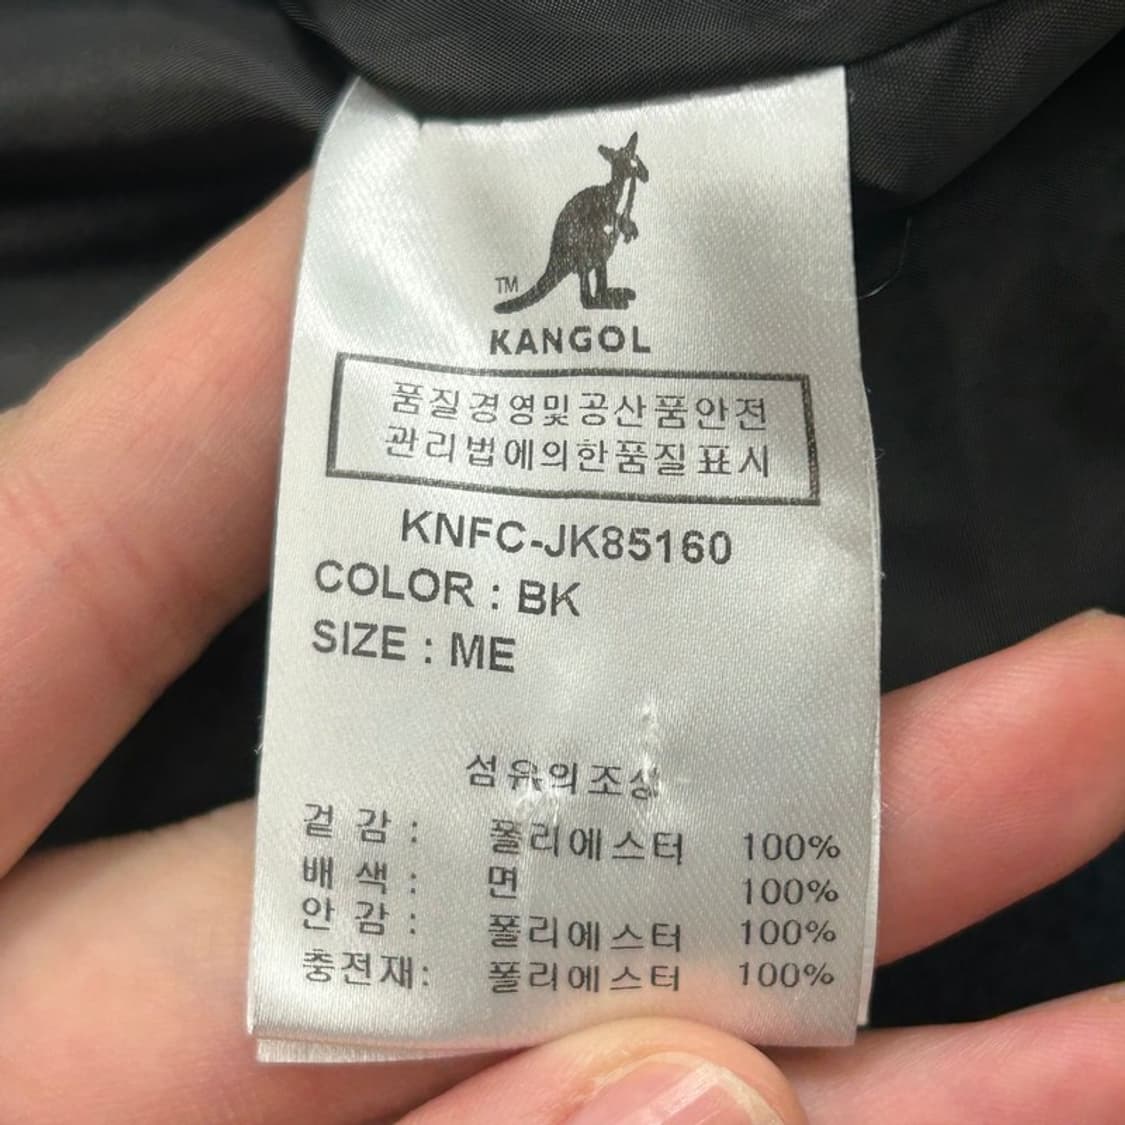 TM
KANGOL
품질경영및공산품안전
관리법에의한품질표시
KNFC-JK85160
COLOR : BK
SIZE : ME
섬유의조성
겉 감 : 폴리에스터 100%
배 색 : 면 100%
안 감 : 폴리에스터 100%
충전재: 폴리에스터 100%